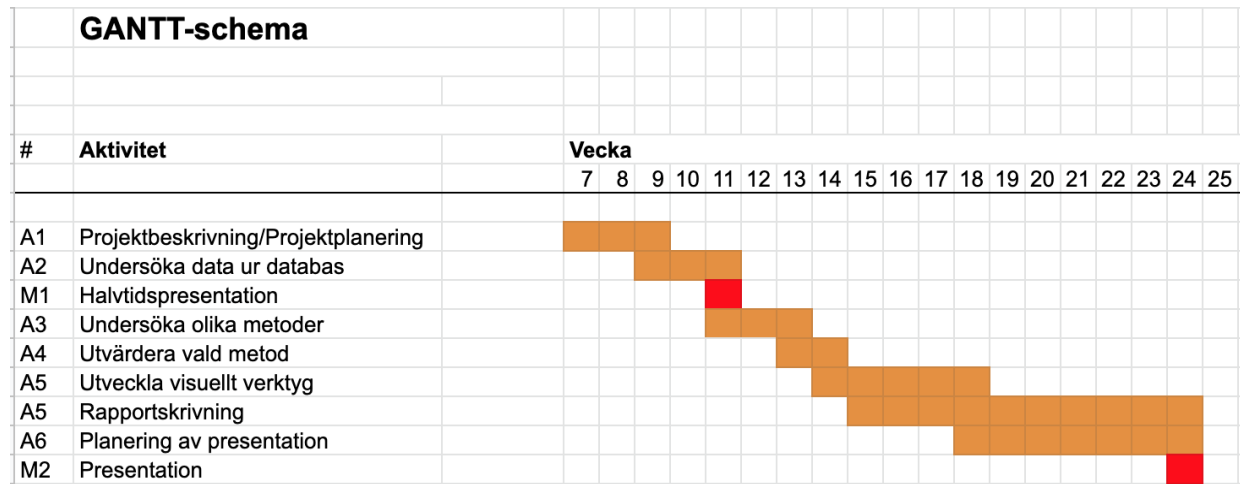 GANTT-schema
# Aktivitet Vecka
7 8 9 10 11 12 13 14 15 16 17 18 19 20 21 22 23 24 25
A1 Projektbeskrivning/Projektplanering
A2 Undersöka data ur databas
M1 Halvtidspresentation
A3 Undersöka olika metoder
A4 Utvärdera vald metod
A5 Utveckla visuellt verktyg
A5 Rapportskrivning
A6 Planering av presentation
M2 Presentation